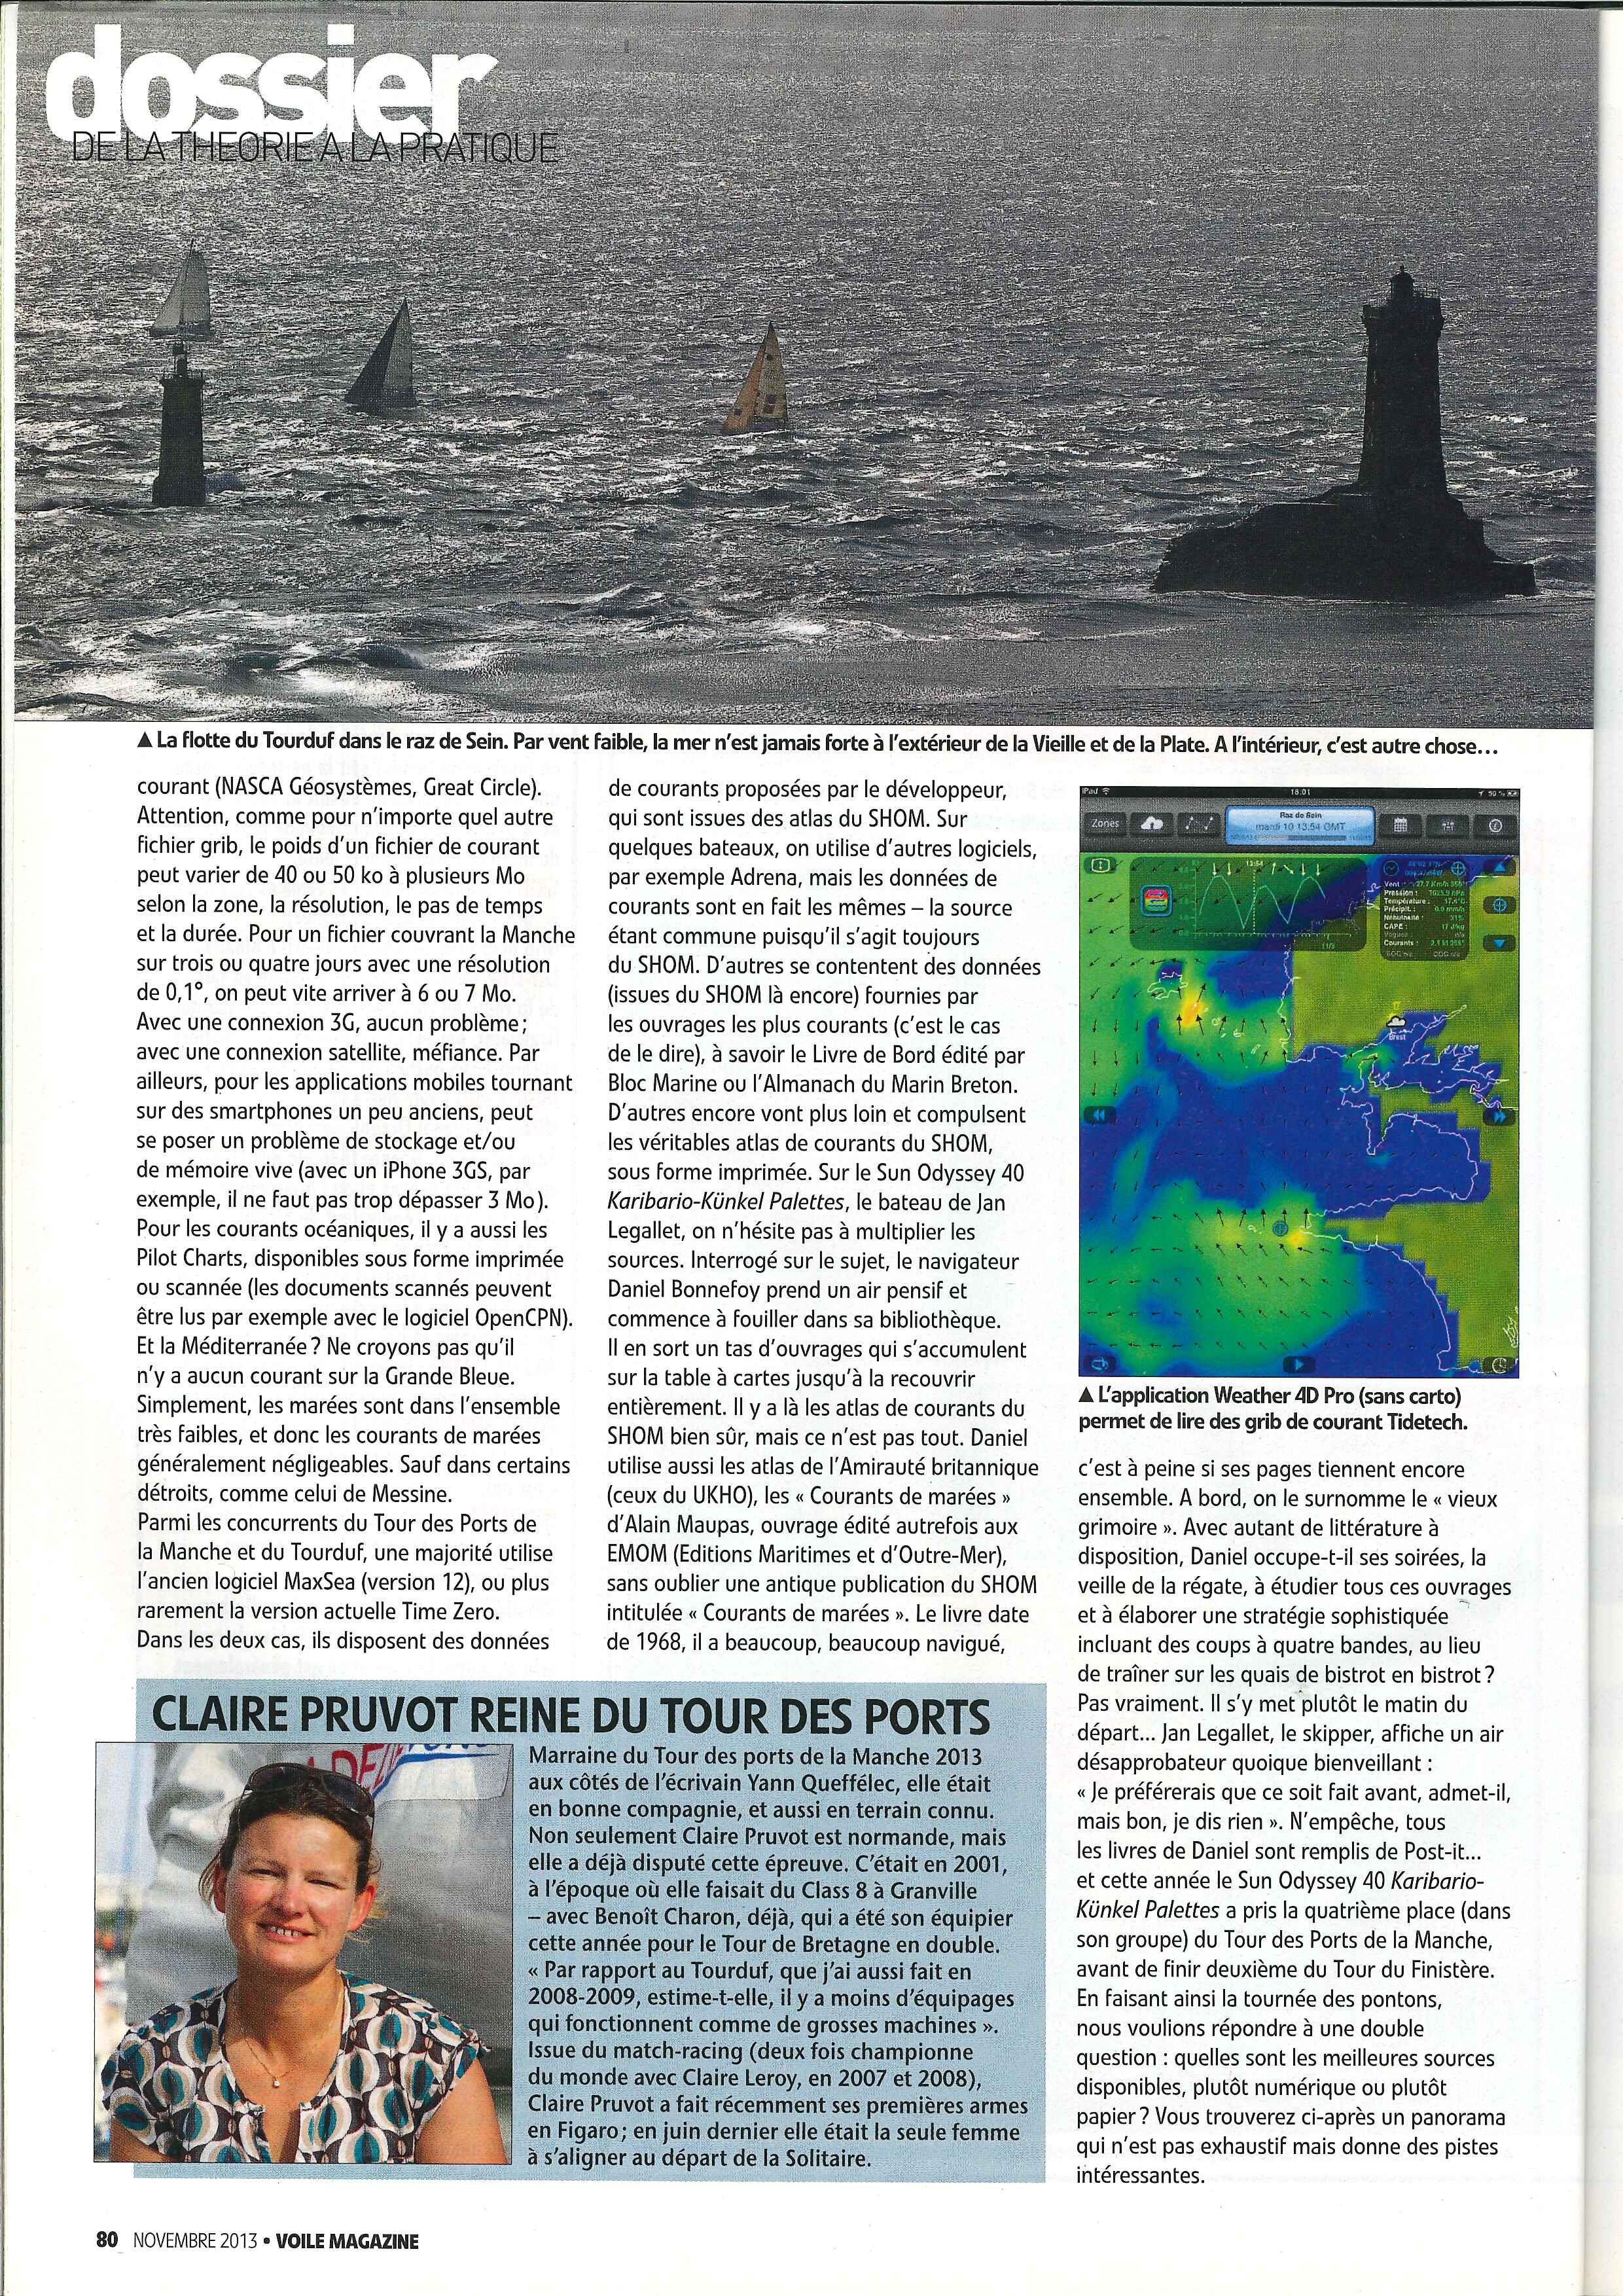 dossier
DE LA THEORIE A LA PRATIQUE
▲ La flotte du Tourduf dans le raz de Sein. Par vent faible, la mer n'est jamais forte à l'extérieur de la Vieille et de la Plate. A l'intérieur, c'est autre chose...
courant (NASCA Géosystèmes, Great Circle).
Attention, comme pour n'importe quel autre
fichier grib, le poids d'un fichier de courant
peut varier de 40 ou 50 ko à plusieurs Mo
selon la zone, la résolution, le pas de temps
et la durée. Pour un fichier couvrant la Manche
sur trois ou quatre jours avec une résolution
de 0,1°, on peut vite arriver à 6 ou 7 Mo.
Avec une connexion 3G, aucun problème ;
avec une connexion satellite, méfiance. Par
ailleurs, pour les applications mobiles tournant
sur des smartphones un peu anciens, peut
se poser un problème de stockage et/ou
de mémoire vive (avec un iPhone 3GS, par
exemple, il ne faut pas trop dépasser 3 Mo).
Pour les courants océaniques, il y a aussi les
Pilot Charts, disponibles sous forme imprimée
ou scannée (les documents scannés peuvent
être lus par exemple avec le logiciel OpenCPN).
Et la Méditerranée ? Ne croyons pas qu'il
n'y a aucun courant sur la Grande Bleue.
Simplement, les marées sont dans l'ensemble
très faibles, et donc les courants de marées
généralement négligeables. Sauf dans certains
détroits, comme celui de Messine.
Parmi les concurrents du Tour des Ports de
la Manche et du Tourduf, une majorité utilise
l'ancien logiciel MaxSea (version 12), ou plus
rarement la version actuelle Time Zero.
Dans les deux cas, ils disposent des données
de courants proposées par le développeur,
qui sont issues des atlas du SHOM. Sur
quelques bateaux, on utilise d'autres logiciels,
par exemple Adrena, mais les données de
courants sont en fait les mêmes – la source
étant commune puisqu'il s'agit toujours
du SHOM. D'autres se contentent des données
(issues du SHOM là encore) fournies par
les ouvrages les plus courants (c'est le cas
de le dire), à savoir le Livre de Bord édité par
Bloc Marine ou l'Almanach du Marin Breton.
D'autres encore vont plus loin et compulsent
les véritables atlas de courants du SHOM,
sous forme imprimée. Sur le Sun Odyssey 40
Karibario-Künkel Palettes, le bateau de Jan
Legallet, on n'hésite pas à multiplier les
sources. Interrogé sur le sujet, le navigateur
Daniel Bonnefoy prend un air pensif et
commence à fouiller dans sa bibliothèque.
Il en sort un tas d'ouvrages qui s'accumulent
sur la table à cartes jusqu'à la recouvrir
entièrement. Il y a là les atlas de courants du
SHOM bien sûr, mais ce n'est pas tout. Daniel
utilise aussi les atlas de l'Amirauté britannique
(ceux du UKHO), les « Courants de marées »
d'Alain Maupas, ouvrage édité autrefois aux
EMOM (Editions Maritimes et d'Outre-Mer),
sans oublier une antique publication du SHOM
intitulée « Courants de marées ». Le livre date
de 1968, il a beaucoup, beaucoup navigué,
iPad
18:01
50 %
Zones
Raz de Sein
mardi 10 13:54 GMT
Vent :
Pression :
Température :
Précipit. :
Nébulosité :
CAPE :
Courants :
Brest
▲ L'application Weather 4D Pro (sans carto)
permet de lire des grib de courant Tidetech.
c'est à peine si ses pages tiennent encore
ensemble. A bord, on le surnomme le « vieux
grimoire ». Avec autant de littérature à
disposition, Daniel occupe-t-il ses soirées, la
veille de la régate, à étudier tous ces ouvrages
et à élaborer une stratégie sophistiquée
incluant des coups à quatre bandes, au lieu
de traîner sur les quais de bistrot en bistrot ?
Pas vraiment. Il s'y met plutôt le matin du
départ... Jan Legallet, le skipper, affiche un air
désapprobateur quoique bienveillant :
« Je préférerais que ce soit fait avant, admet-il,
mais bon, je dis rien ». N'empêche, tous
les livres de Daniel sont remplis de Post-it...
et cette année le Sun Odyssey 40 Karibario-
Künkel Palettes a pris la quatrième place (dans
son groupe) du Tour des Ports de la Manche,
avant de finir deuxième du Tour du Finistère.
En faisant ainsi la tournée des pontons,
nous voulions répondre à une double
question : quelles sont les meilleures sources
disponibles, plutôt numérique ou plutôt
papier ? Vous trouverez ci-après un panorama
qui n'est pas exhaustif mais donne des pistes
intéressantes.
CLAIRE PRUVOT REINE DU TOUR DES PORTS
Marraine du Tour des ports de la Manche 2013
aux côtés de l'écrivain Yann Queffélec, elle était
en bonne compagnie, et aussi en terrain connu.
Non seulement Claire Pruvot est normande, mais
elle a déjà disputé cette épreuve. C'était en 2001,
à l'époque où elle faisait du Class 8 à Granville
– avec Benoît Charon, déjà, qui a été son équipier
cette année pour le Tour de Bretagne en double.
« Par rapport au Tourduf, que j'ai aussi fait en
2008-2009, estime-t-elle, il y a moins d'équipages
qui fonctionnent comme de grosses machines ».
Issue du match-racing (deux fois championne
du monde avec Claire Leroy, en 2007 et 2008),
Claire Pruvot a fait récemment ses premières armes
en Figaro ; en juin dernier elle était la seule femme
à s'aligner au départ de la Solitaire.
80 NOVEMBRE 2013 • VOILE MAGAZINE